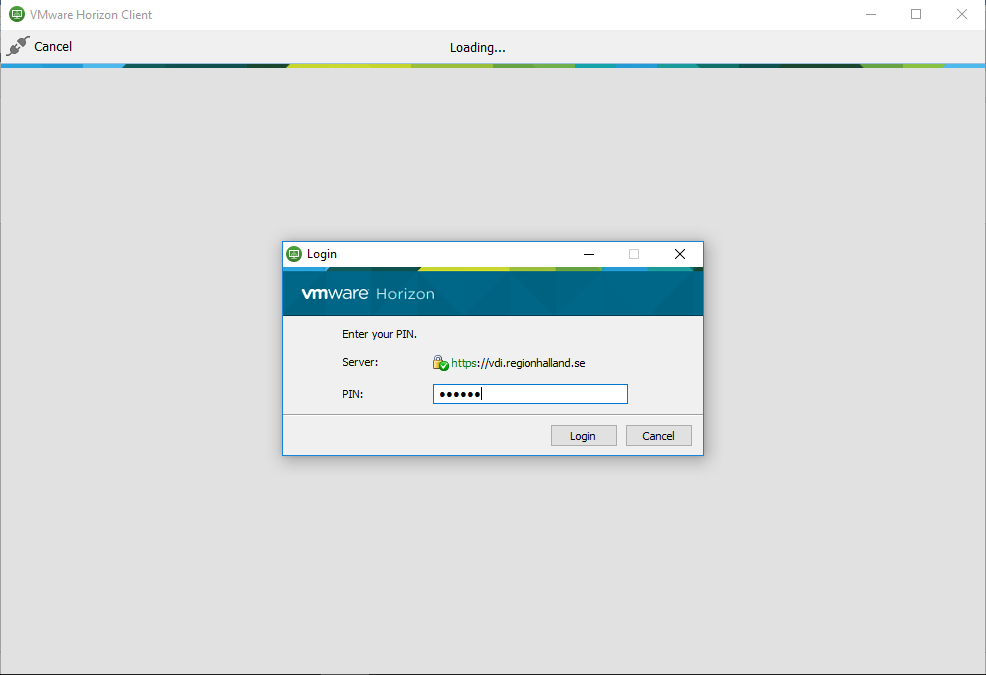 VMware Horizon Client
Cancel
Loading...
Login
vmware Horizon
Enter your PIN.
Server: https://vdi.regionhalland.se
PIN: ••••••
Login Cancel